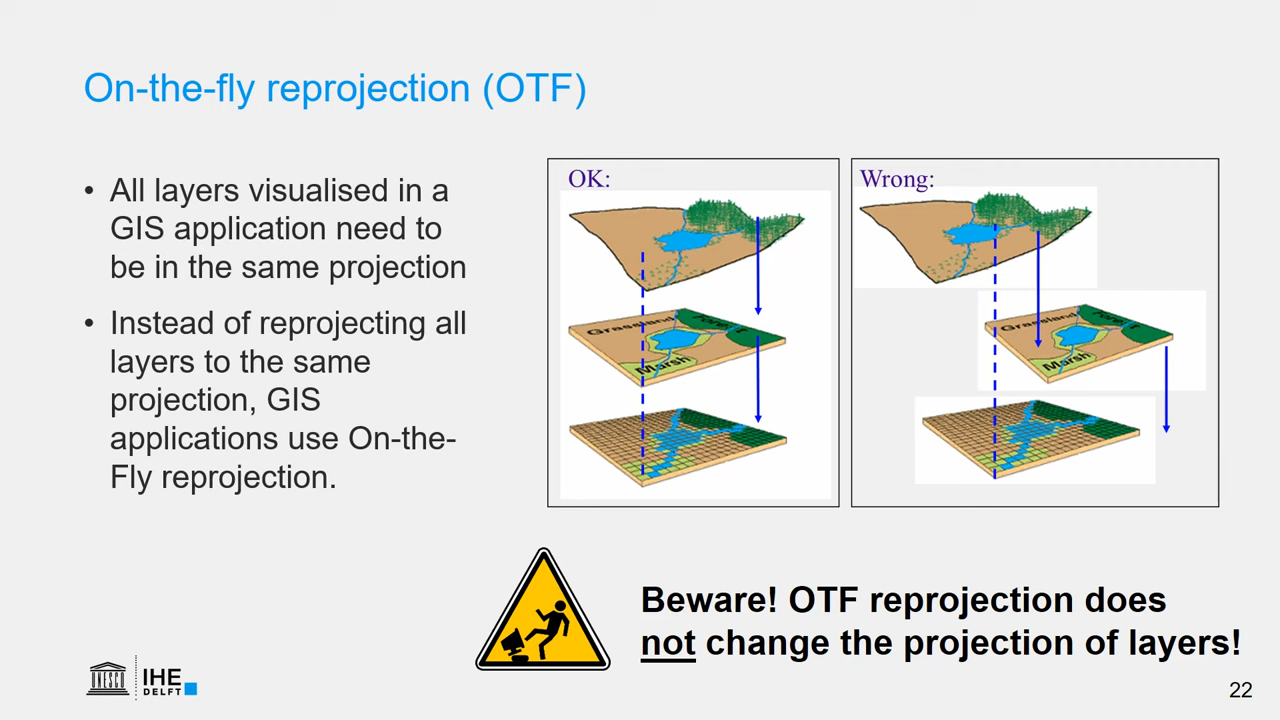 On-the-fly reprojection (OTF)
• All layers visualised in a
GIS application need to
be in the same projection
• Instead of reprojecting all
layers to the same
projection, GIS
applications use On-the-
Fly reprojection.
OK:
Grassland
Forest
Marsh
Wrong:
Grassland
Forest
Marsh
Beware! OTF reprojection does
not change the projection of layers!
UNESCO
IHE
DELFT
22